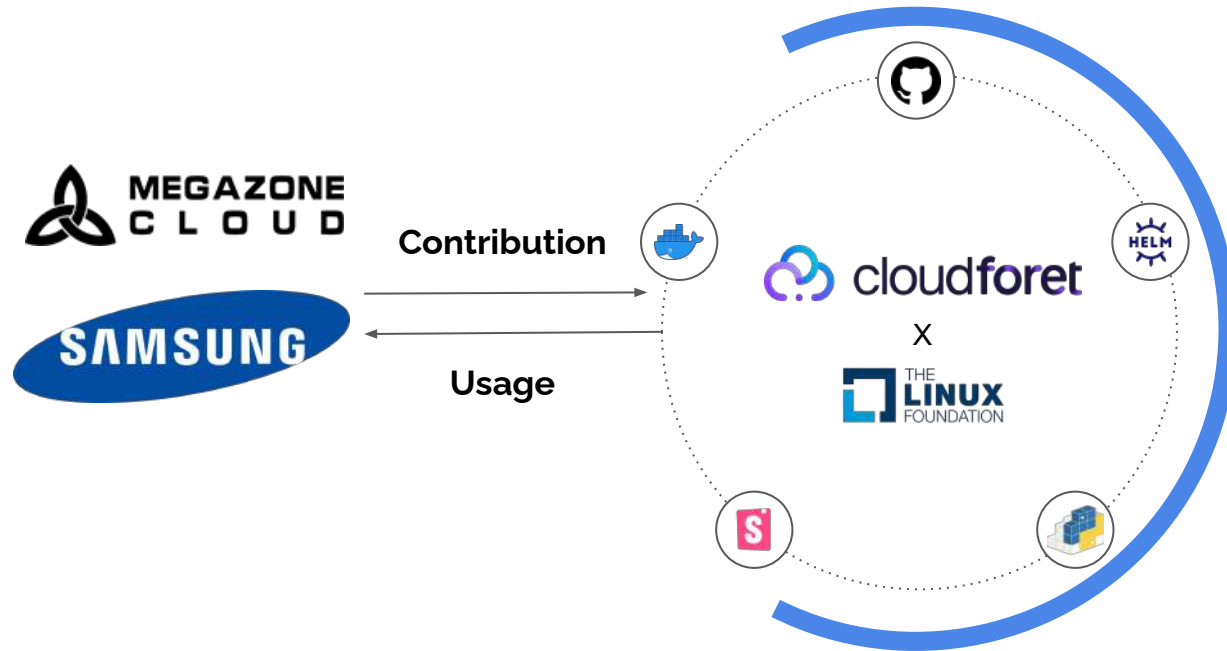 MEGAZONE
CLOUD
SAMSUNG
Contribution
Usage
HELM
cloudforet
X
THE
LINUX
FOUNDATION
S